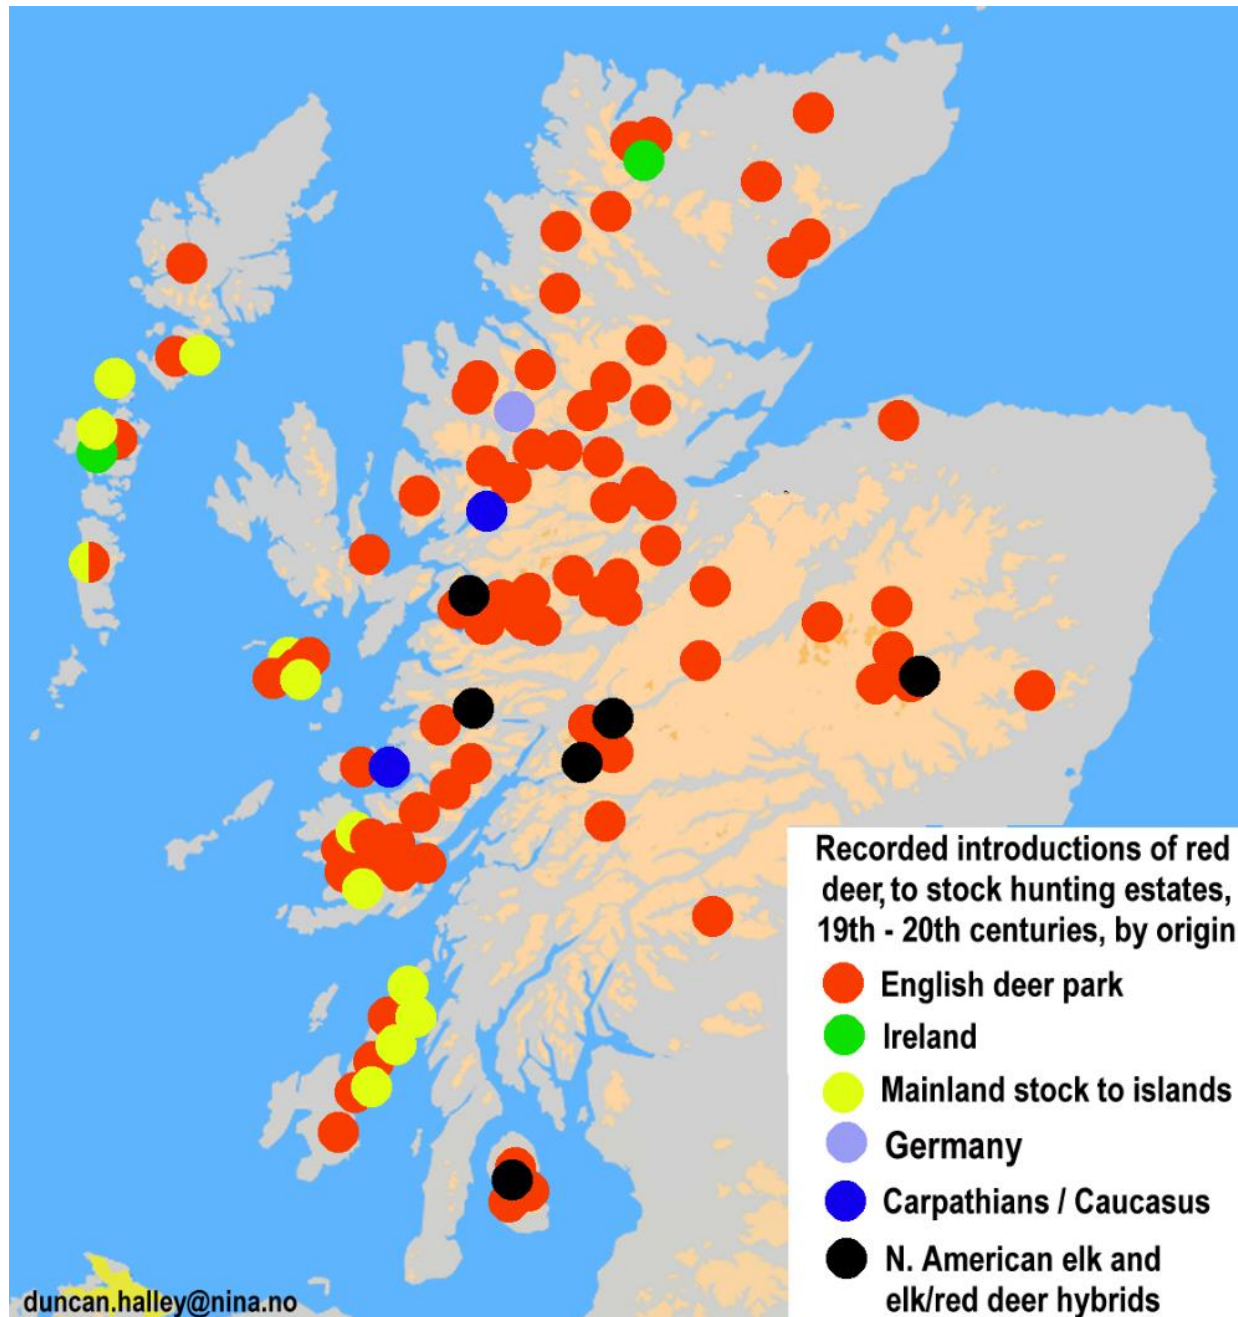 Recorded introductions of red
deer, to stock hunting estates,
19th - 20th centuries, by origin
English deer park
Ireland
Mainland stock to islands
Germany
Carpathians / Caucasus
N. American elk and
elk/red deer hybrids
duncan.halley@nina.no